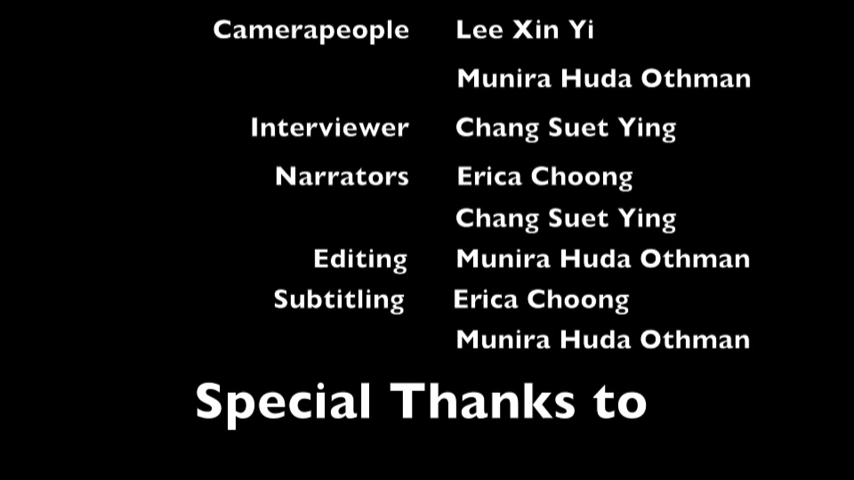 Camerapeople Lee Xin Yi
Munira Huda Othman
Interviewer Chang Suet Ying
Narrators Erica Choong
Chang Suet Ying
Editing Munira Huda Othman
Subtitling Erica Choong
Munira Huda Othman
Special Thanks to